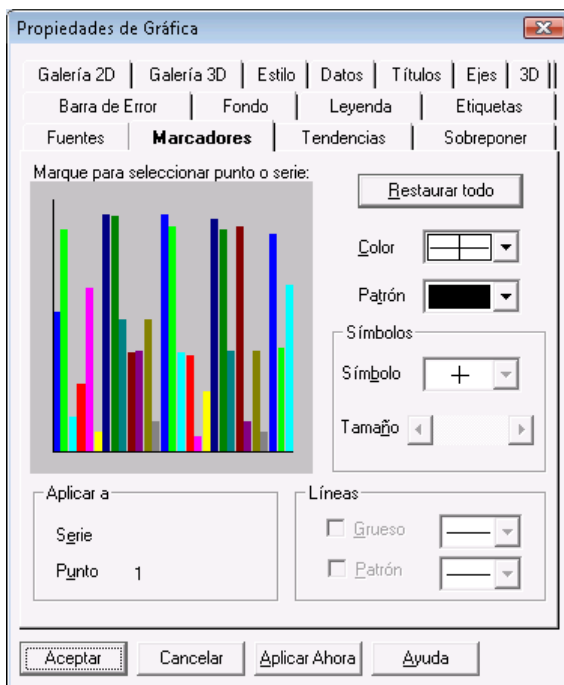 Propiedades de Gráfica
Galería 2D Galería 3D Estilo Datos Títulos Ejes 3D
Barra de Error Fondo Leyenda Etiquetas
Fuentes Marcadores Tendencias Sobreponer
Marque para seleccionar punto o serie:
Restaurar todo
Color
Patrón
Símbolos
Símbolo
Tamaño
Aplicar a
Serie
Punto 1
Líneas
Grueso
Patrón
Aceptar Cancelar Aplicar Ahora Ayuda